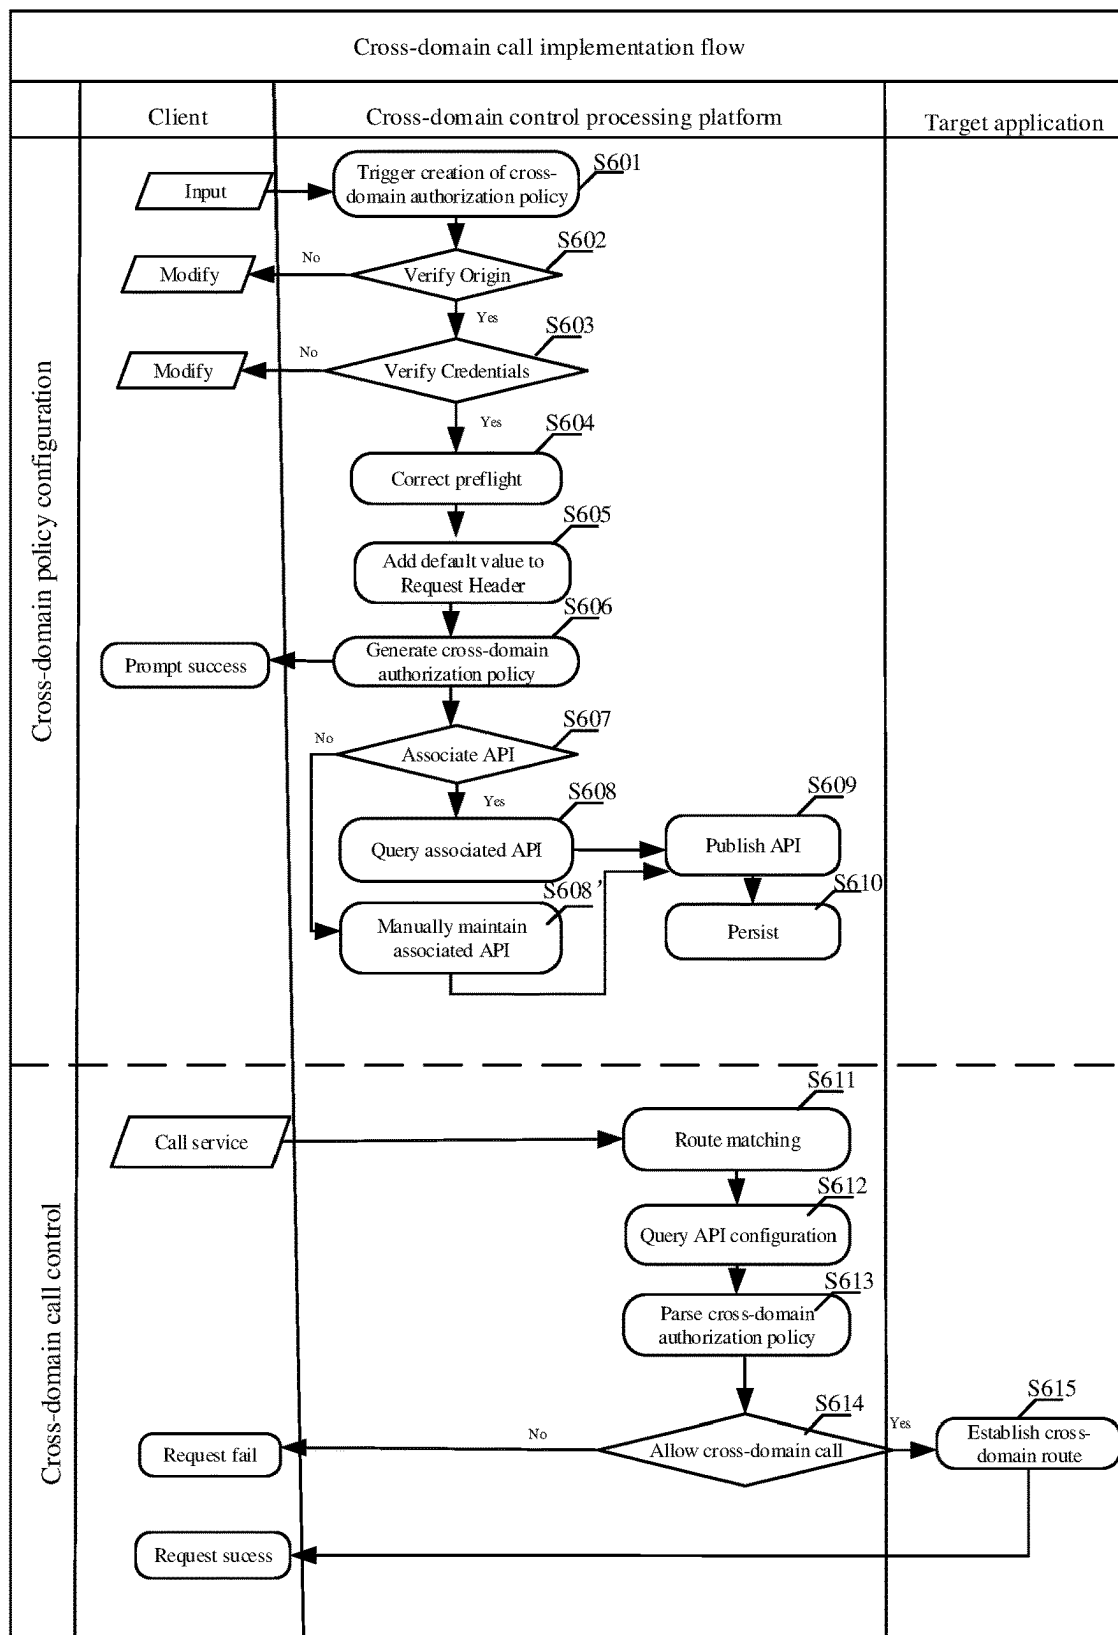 Cross-domain call implementation flow
Client
Cross-domain control processing platform
Target application
Cross-domain policy configuration
S601
Input
Trigger creation of cross-
domain authorization policy
S602
No
Modify
Verify Origin
Yes
S603
No
Modify
Verify Credentials
Yes
S604
Correct preflight
S605
Add default value to
Request Header
S606
Prompt success
Generate cross-domain
authorization policy
S607
No
Associate API
Yes
S608
S609
Query associated API
Publish API
S608’
S610
Manually maintain
associated API
Persist
Cross-domain call control
S611
Call service
Route matching
S612
Query API configuration
S613
Parse cross-domain
authorization policy
S614
S615
No
Yes
Request fail
Allow cross-domain call
Establish cross-
domain route
Request sucess